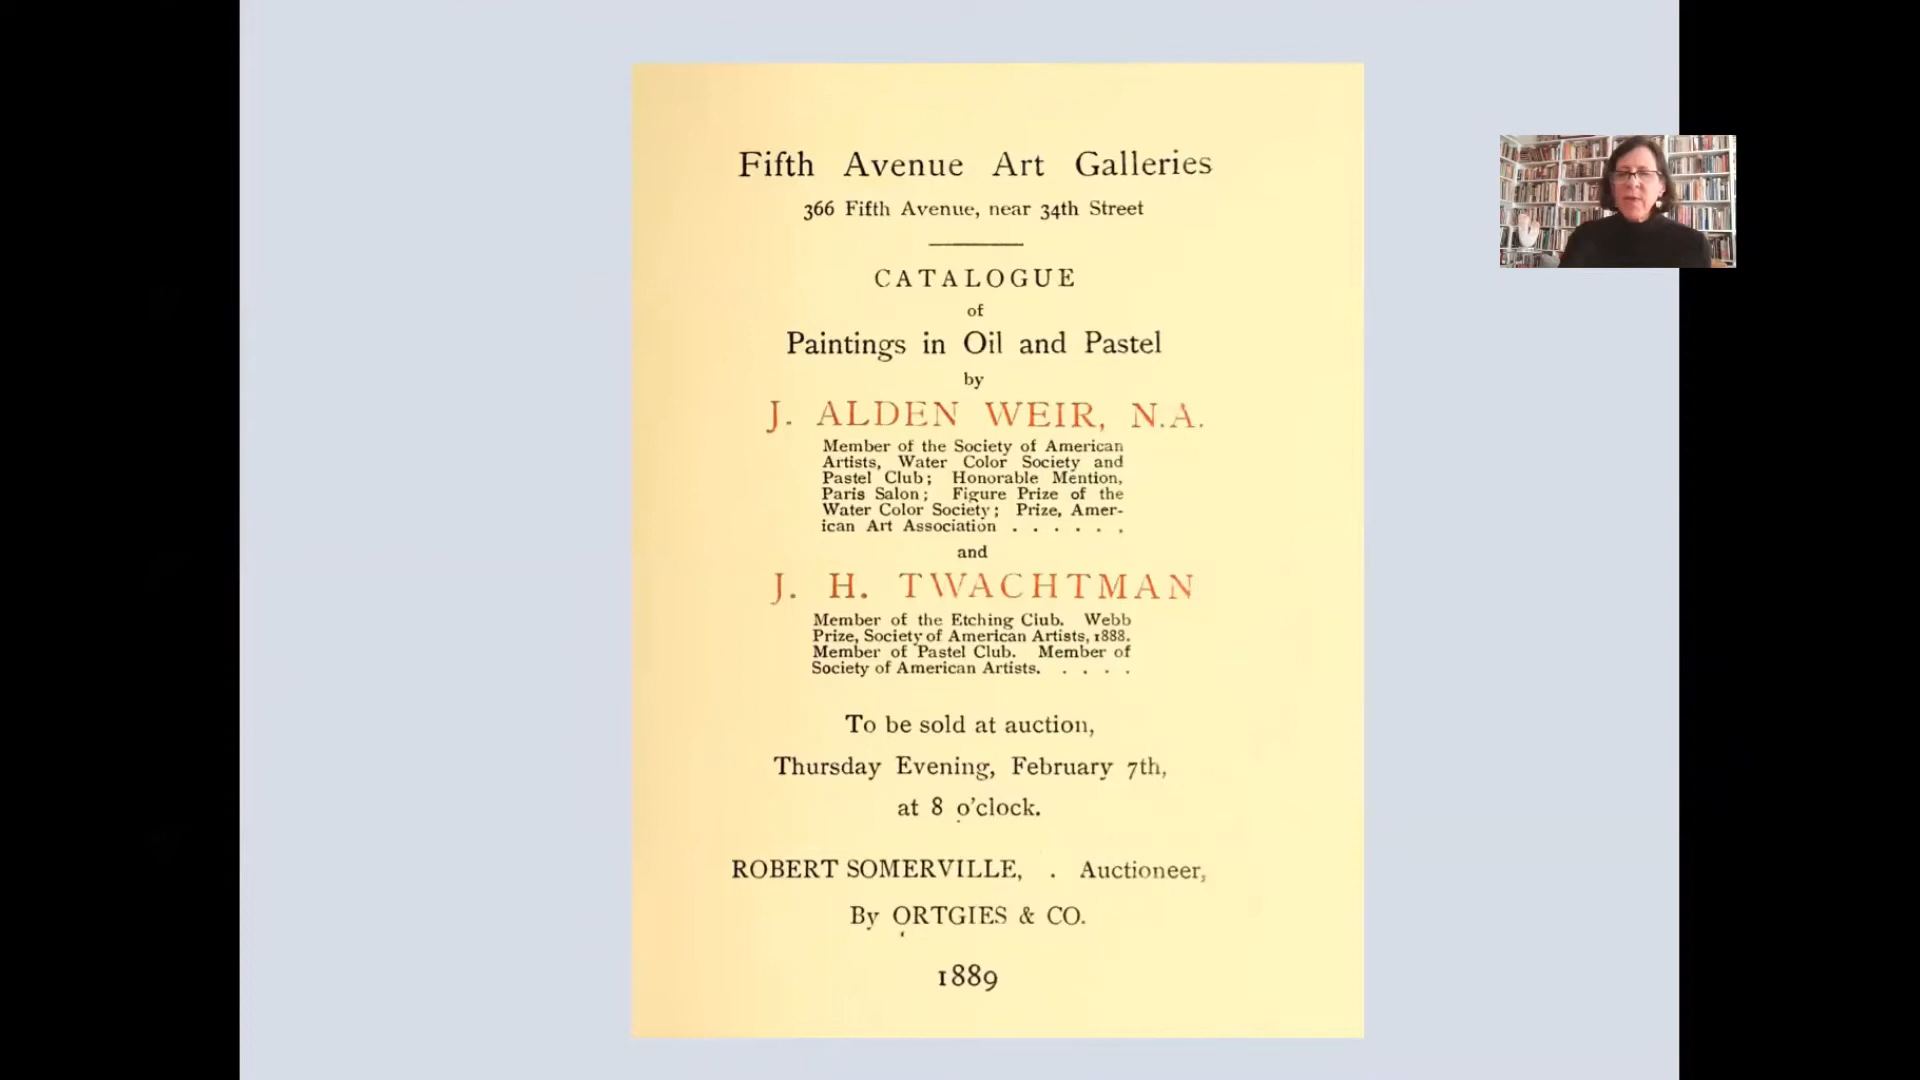 Fifth Avenue Art Galleries
366 Fifth Avenue, near 34th Street
CATALOGUE
of
Paintings in Oil and Pastel
by
J. ALDEN WEIR, N.A.
Member of the Society of American
Artists, Water Color Society and
Pastel Club; Honorable Mention,
Paris Salon; Figure Prize of the
Water Color Society; Prize, Amer-
ican Art Association . . . . . .
and
J. H. TWACHTMAN
Member of the Etching Club. Webb
Prize, Society of American Artists, 1888.
Member of Pastel Club. Member of
Society of American Artists. . . . .
To be sold at auction,
Thursday Evening, February 7th,
at 8 o'clock.
ROBERT SOMERVILLE, . Auctioneer,
By ORTGIES & CO.
1889